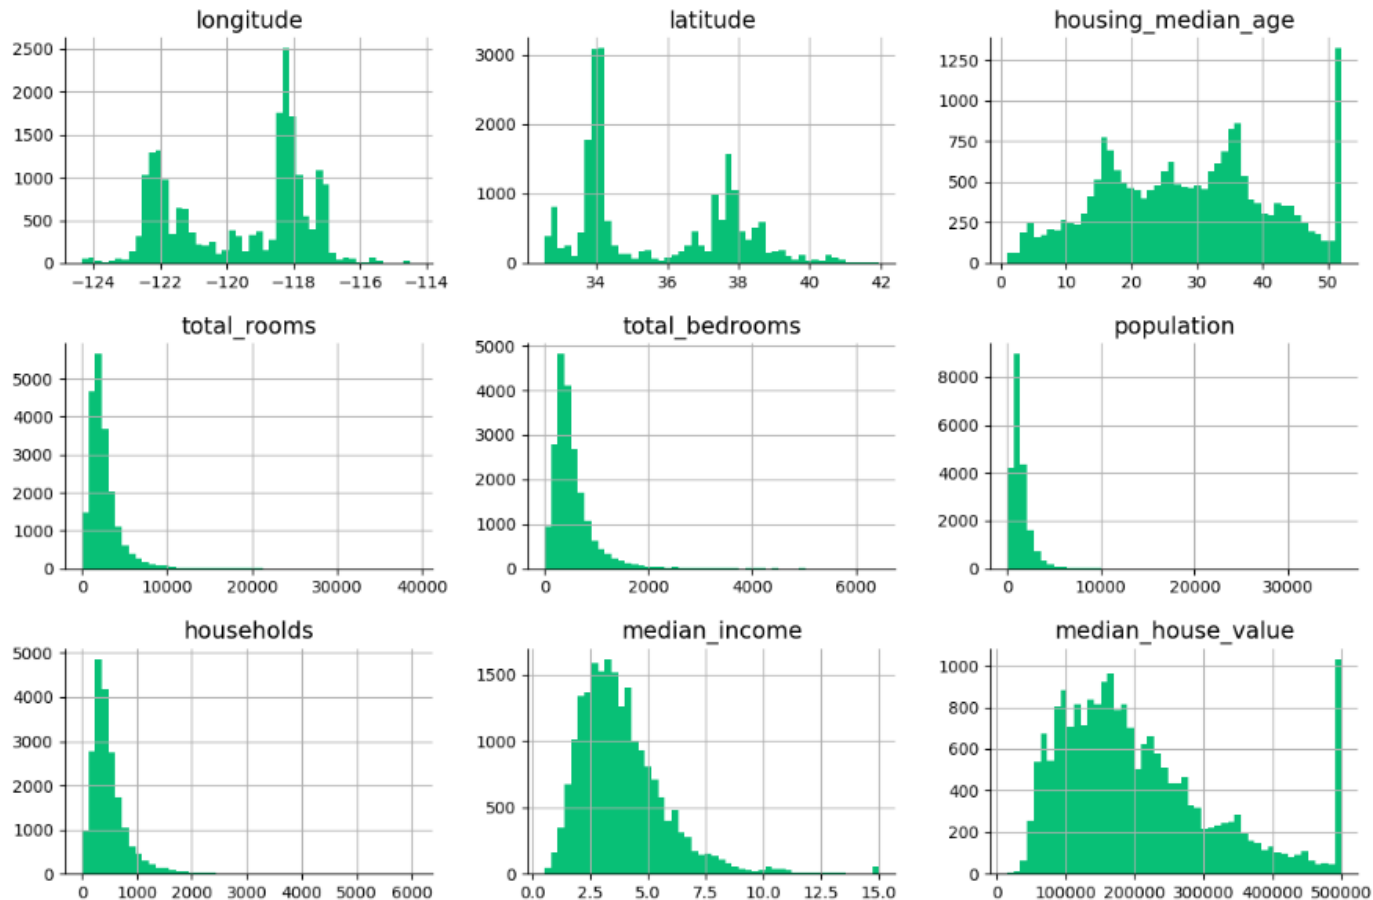 longitude
2500
2000
1500
1000
500
0
−124 −122 −120 −118 −116 −114
latitude
3000
2000
1000
0
34 36 38 40 42
housing_median_age
1250
1000
750
500
250
0
0 10 20 30 40 50
total_rooms
5000
4000
3000
2000
1000
0
0 10000 20000 30000 40000
total_bedrooms
5000
4000
3000
2000
1000
0
0 2000 4000 6000
population
8000
6000
4000
2000
0
0 10000 20000 30000
households
5000
4000
3000
2000
1000
0
0 1000 2000 3000 4000 5000 6000
median_income
1500
1000
500
0
0.0 2.5 5.0 7.5 10.0 12.5 15.0
median_house_value
1000
800
600
400
200
0
0 100000 200000 300000 400000 500000